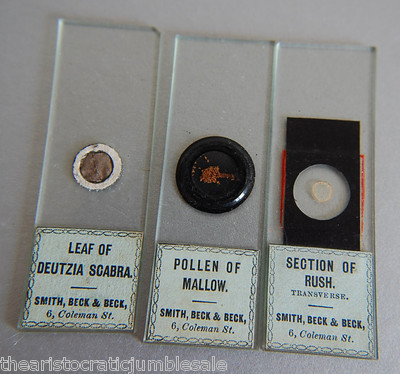 LEAF OF
DEUTZIA SCABRA.
SMITH, BECK & BECK,
6, Coleman St.
POLLEN OF
MALLOW.
SMITH, BECK & BECK,
6, Coleman St.
SECTION OF
RUSH.
TRANSVERSE.
SMITH, BECK & BECK,
6, Coleman St.
thearistocraticjumblesale